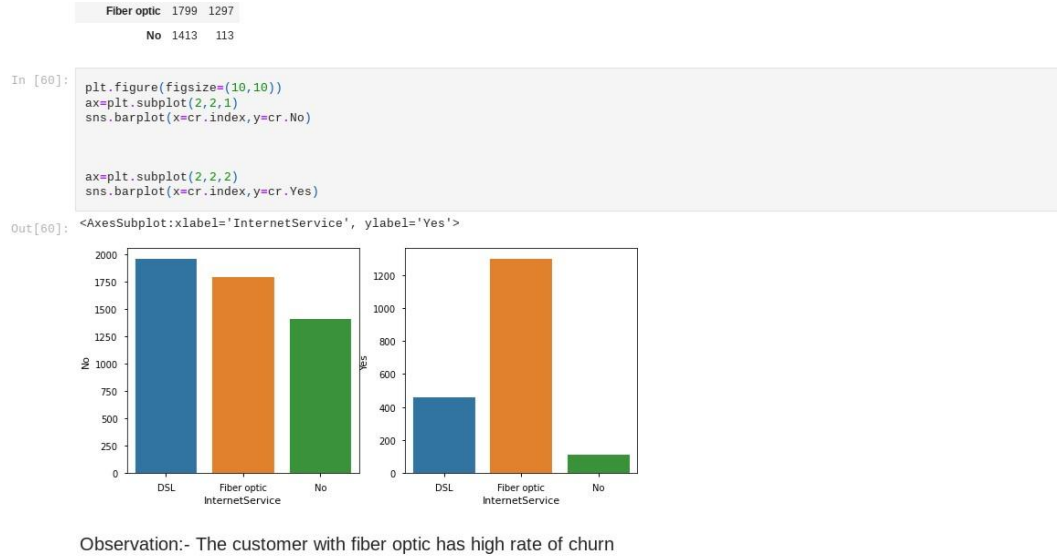 Fiber optic 1799 1297
No 1413 113
In [60]:
plt.figure(figsize=(10,10))
ax=plt.subplot(2,2,1)
sns.barplot(x=cr.index,y=cr.No)
ax=plt.subplot(2,2,2)
sns.barplot(x=cr.index,y=cr.Yes)
Out[60]: <AxesSubplot:xlabel='InternetService', ylabel='Yes'>
2000
1750
1500
1250
1000
750
500
250
0
No
DSL Fiber optic No
InternetService
1200
1000
800
600
400
200
0
Yes
DSL Fiber optic No
InternetService
Observation:- The customer with fiber optic has high rate of churn